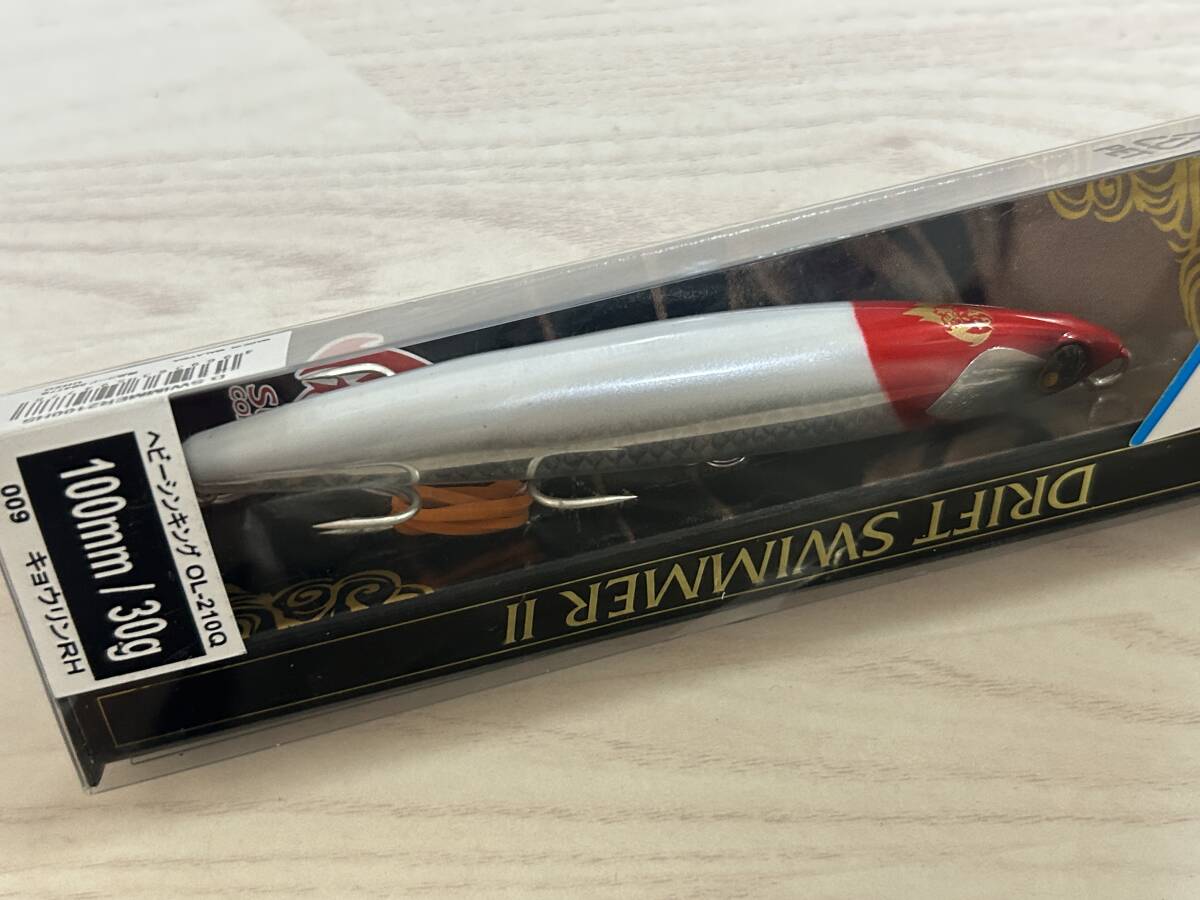 ヘビーシンキング OL-210Q
100mm / 30g
009 キョウリンRH
DRIFT SWIMMER II